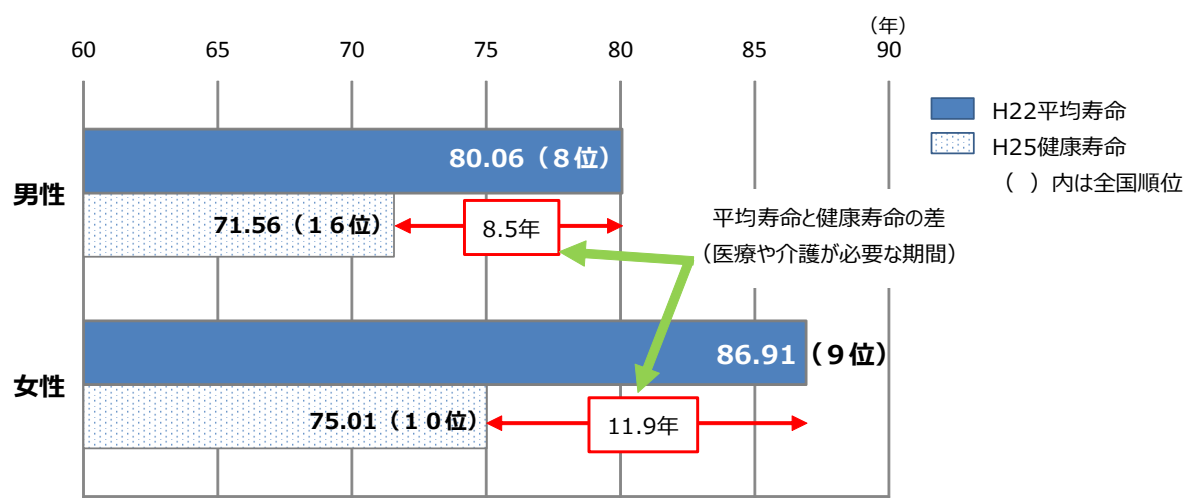 （年）
60 65 70 75 80 85 90
H22平均寿命
H25健康寿命
（　）内は全国順位
男性
80.06（８位）
71.56（１６位）
8.5年
平均寿命と健康寿命の差
（医療や介護が必要な期間）
女性
86.91（９位）
75.01（１０位）
11.9年